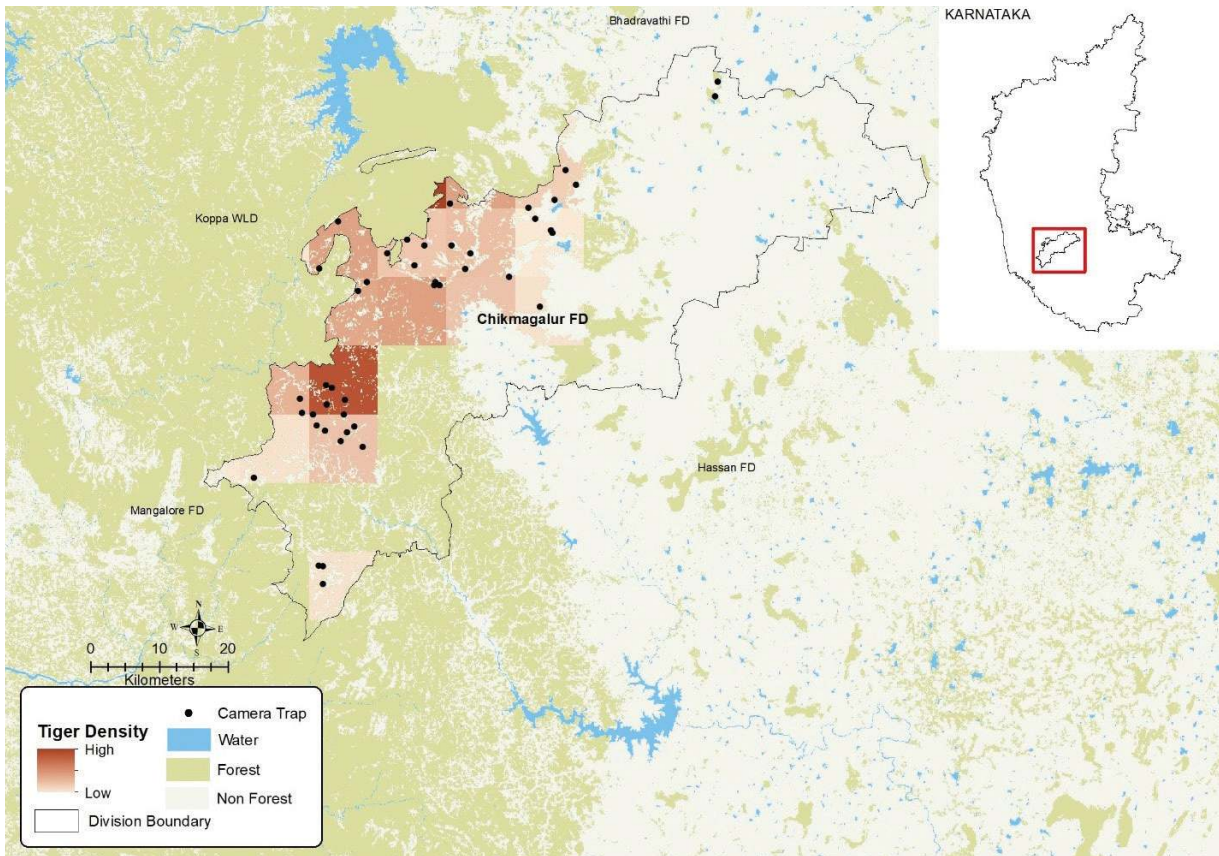 Bhadravathi FD
KARNATAKA
Koppa WLD
Chikmagalur FD
Hassan FD
Mangalore FD
N
W E
S
0 10 20
Kilometers
Tiger Density
High
Low
Division Boundary
Camera Trap
Water
Forest
Non Forest